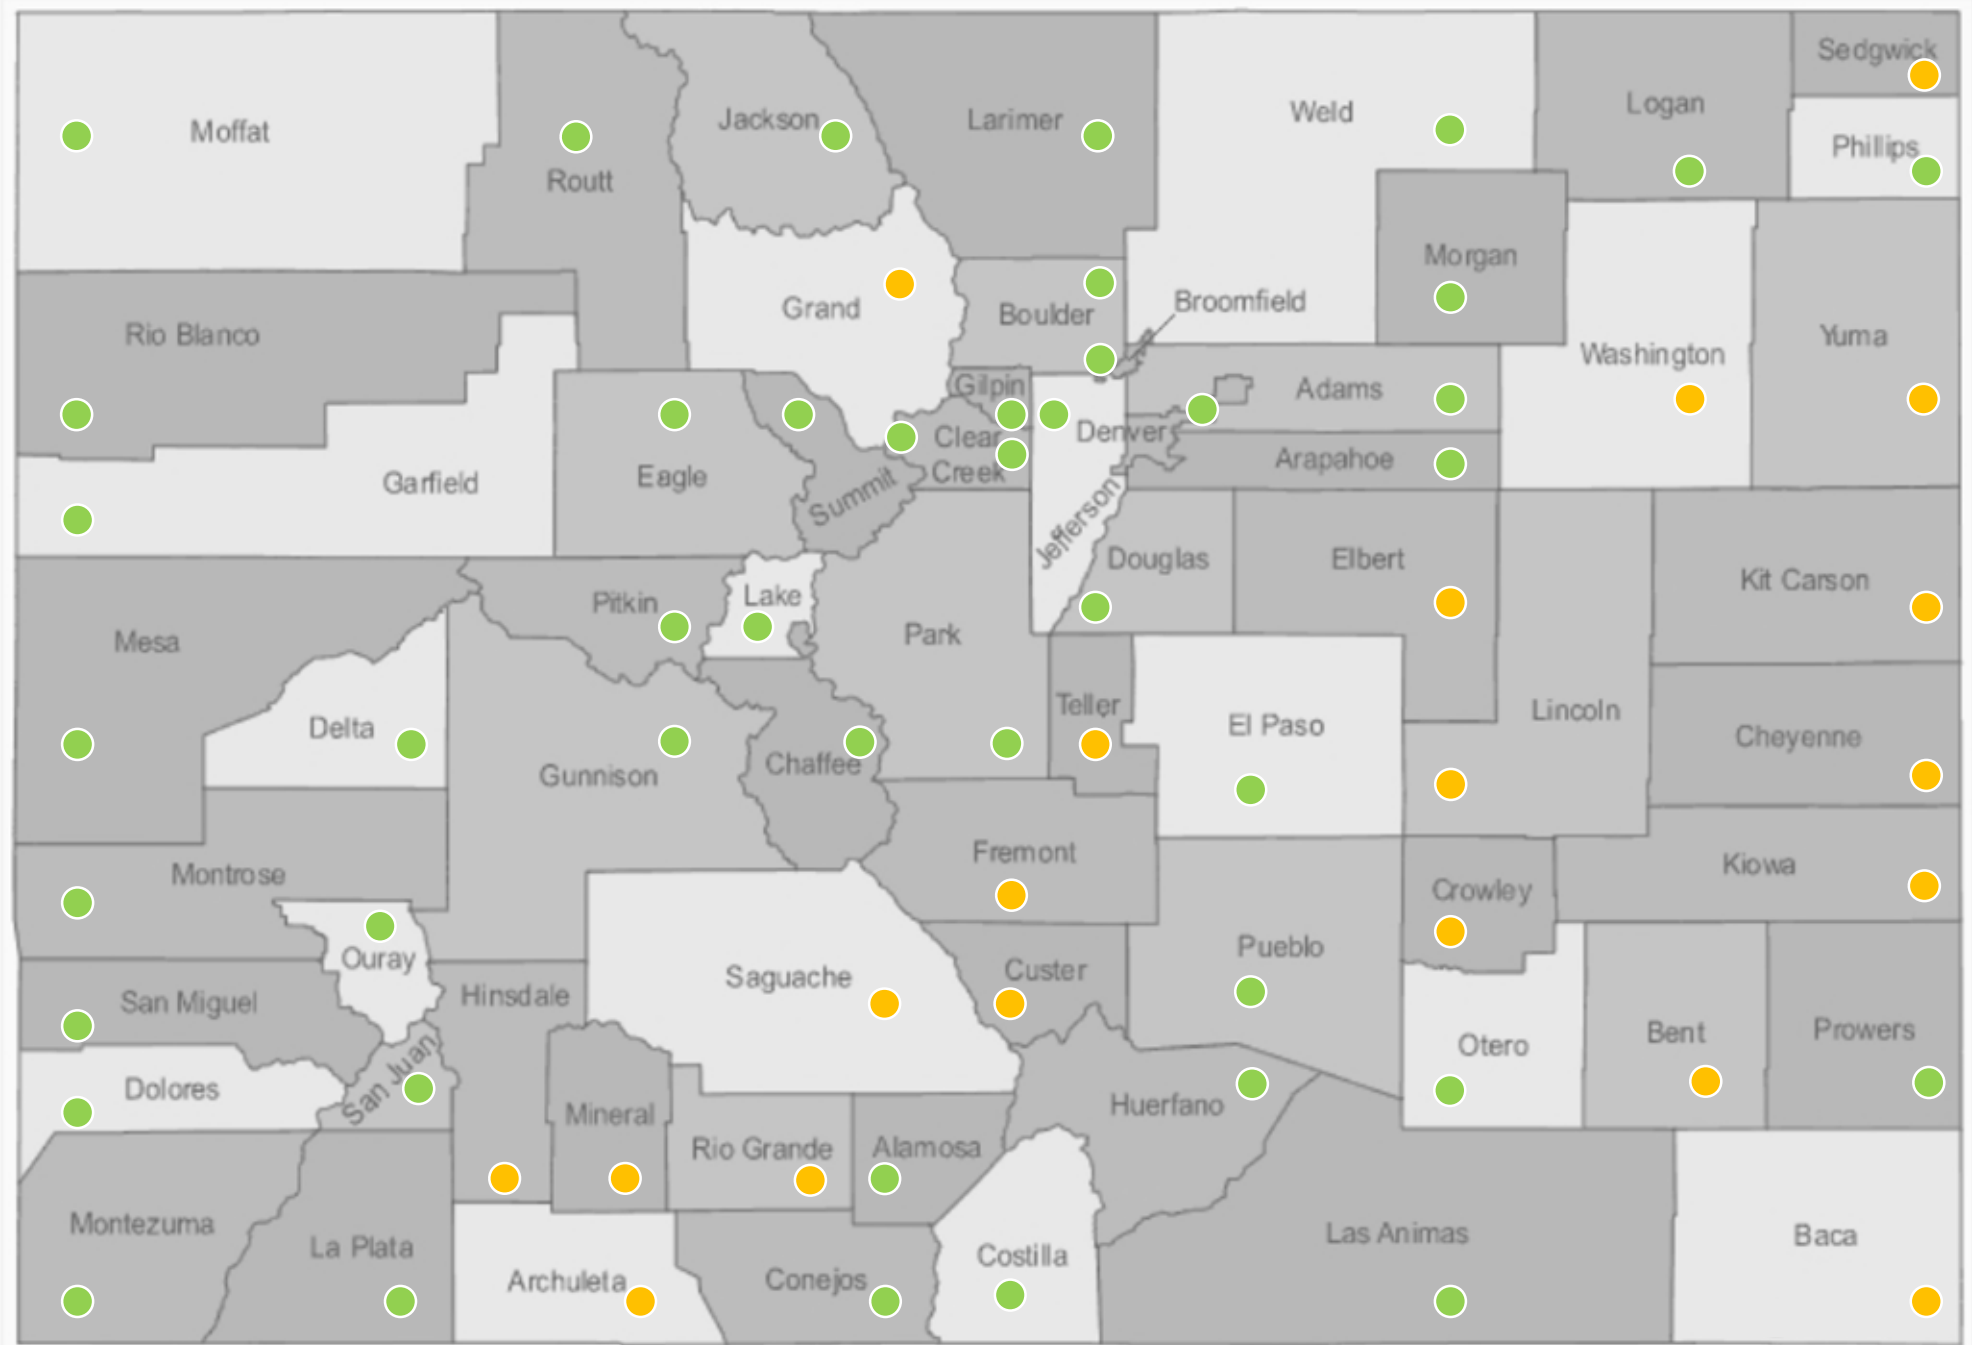 Sedgwick
Moffat
Routt
Jackson
Larimer
Weld
Logan
Phillips
Morgan
Grand
Boulder
Broomfield
Rio Blanco
Washington
Yuma
Gilpin
Adams
Clear
Creek
Denver
Arapahoe
Garfield
Eagle
Summit
Jefferson
Douglas
Elbert
Kit Carson
Pitkin
Lake
Park
Mesa
Delta
Teller
El Paso
Lincoln
Cheyenne
Gunnison
Chaffee
Montrose
Fremont
Crowley
Kiowa
Ouray
Saguache
Custer
Pueblo
San Miguel
Hinsdale
Otero
Bent
Prowers
Dolores
San Juan
Mineral
Rio Grande
Alamosa
Huerfano
Montezuma
La Plata
Archuleta
Conejos
Costilla
Las Animas
Baca